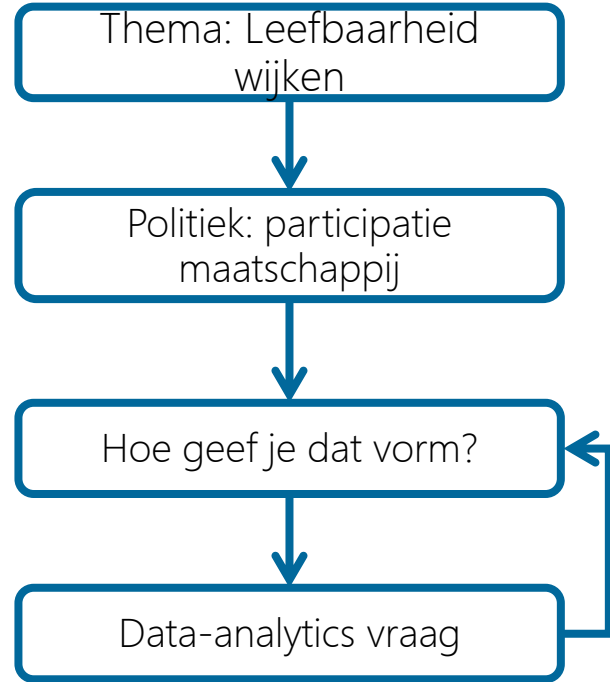 Thema: Leefbaarheid
wijken
Politiek: participatie
maatschappij
Hoe geef je dat vorm?
Data-analytics vraag